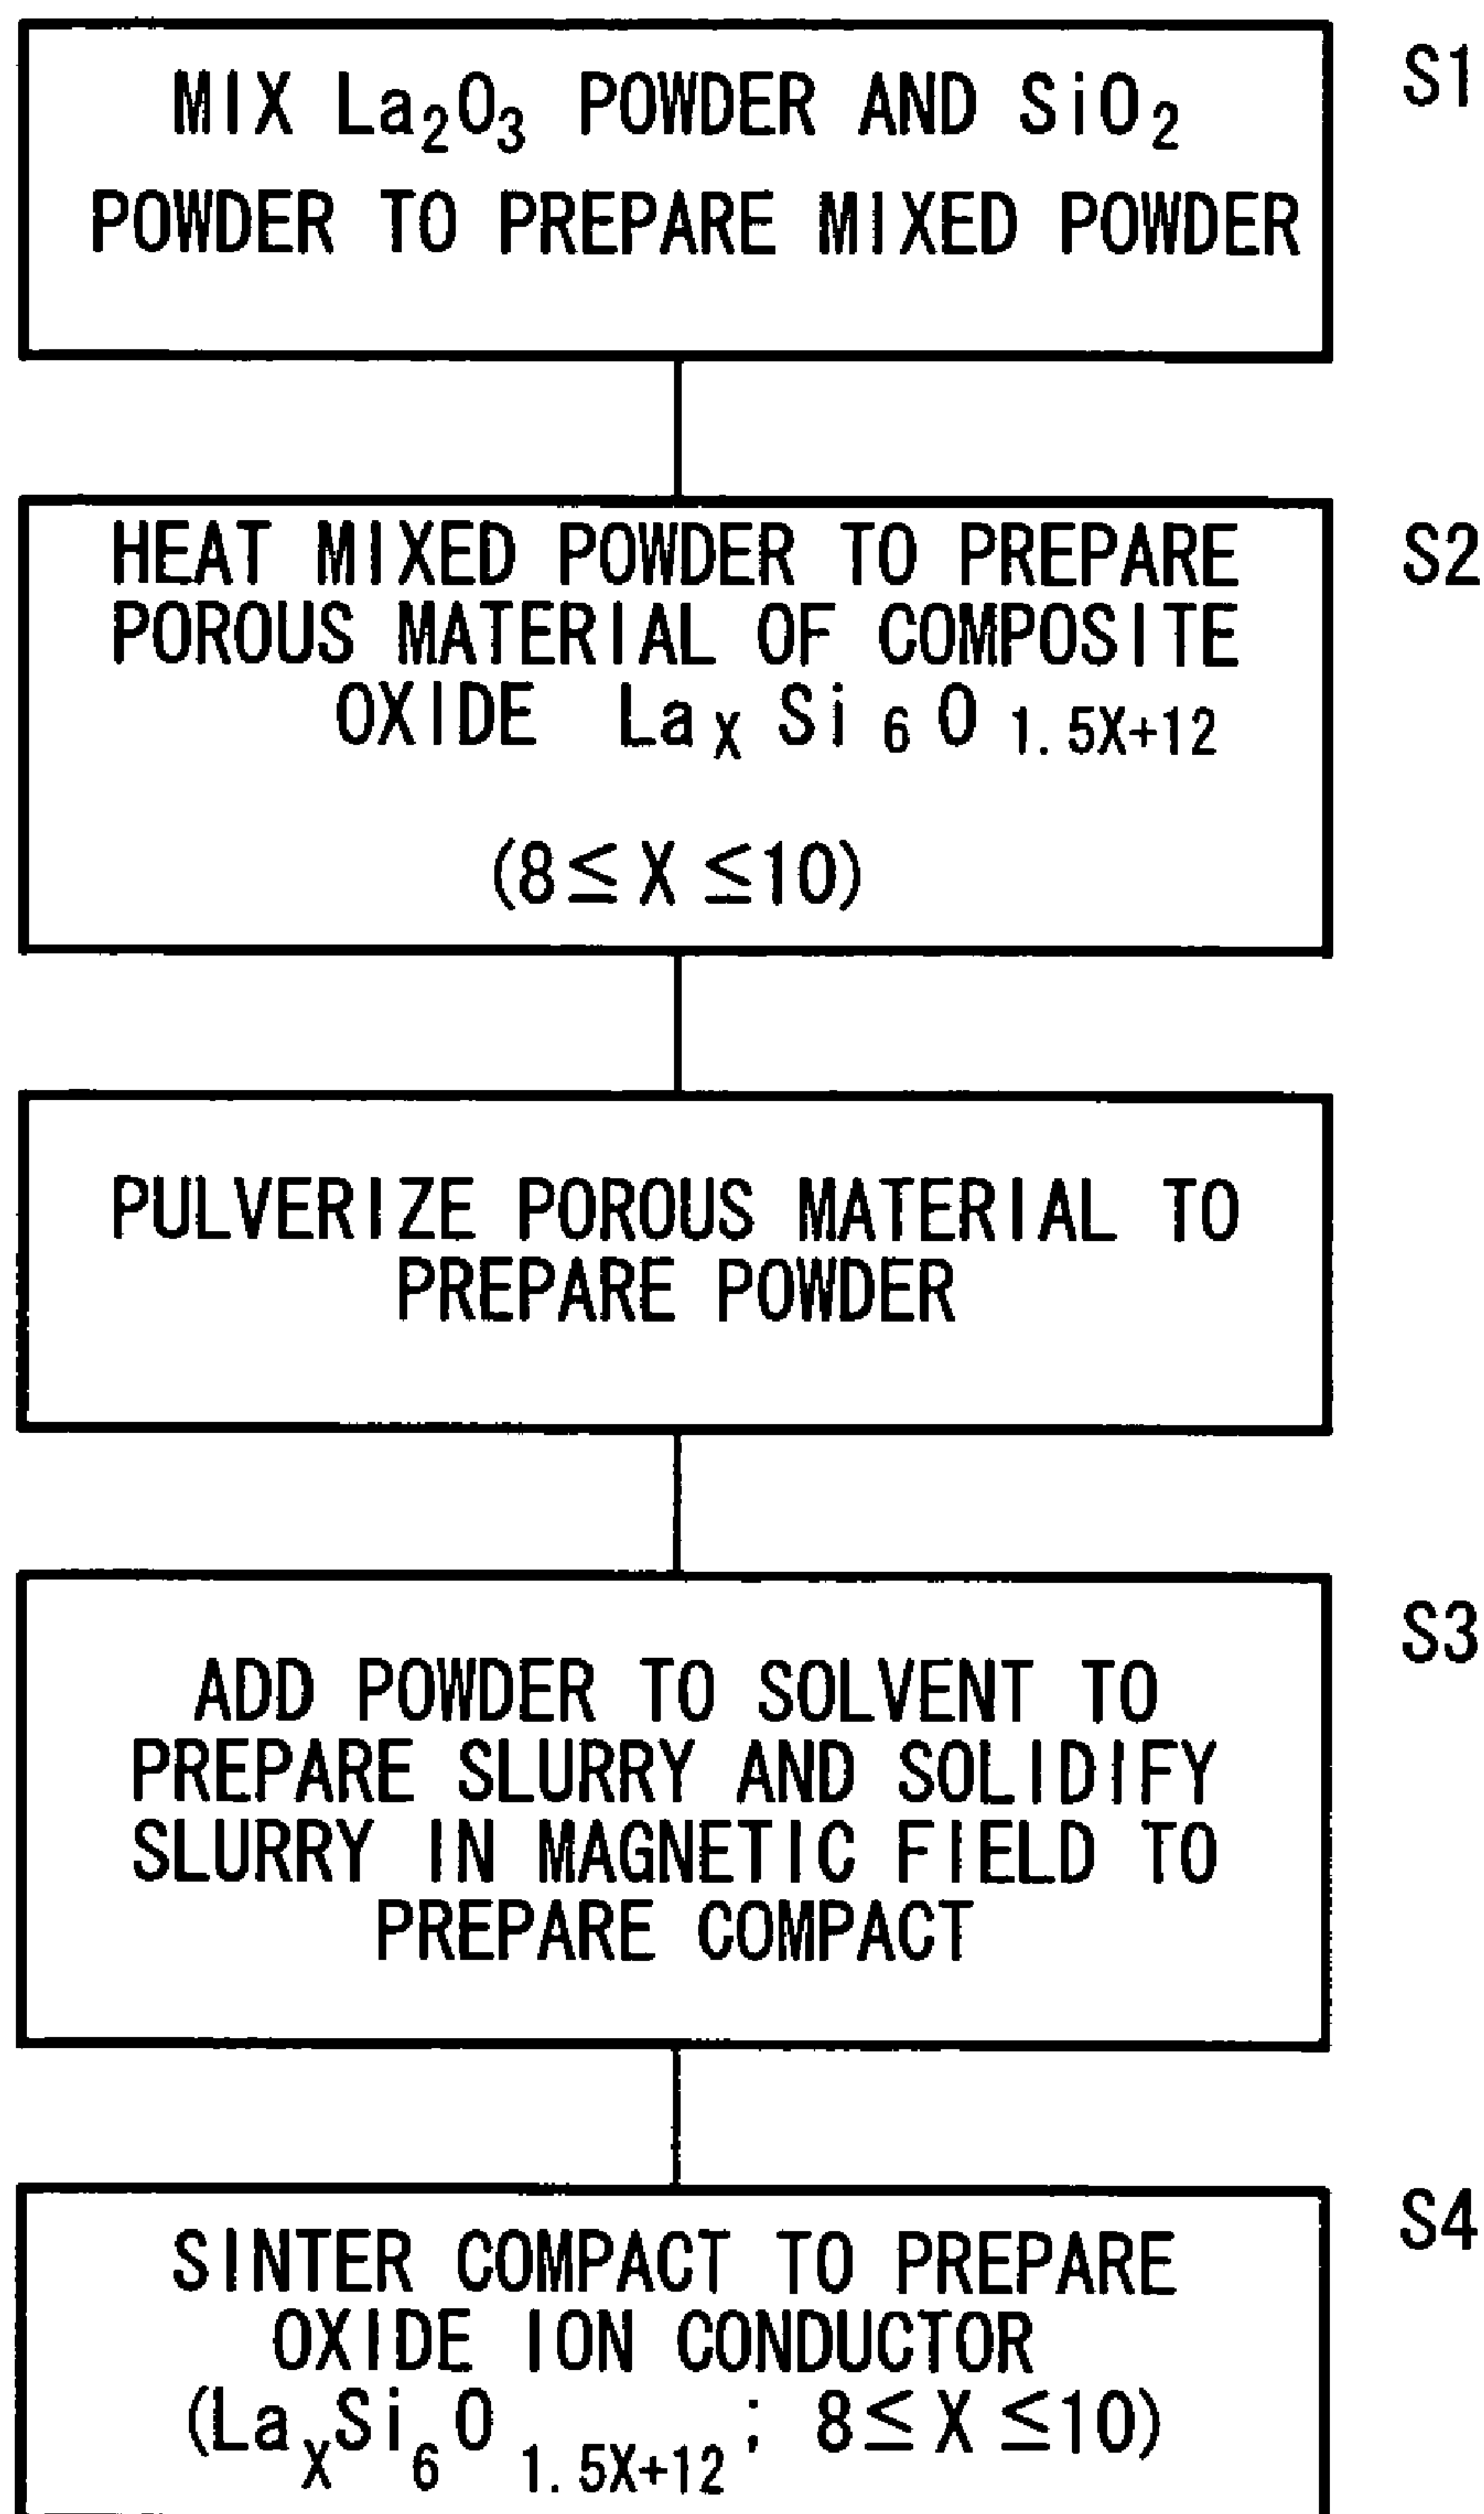 MIX La₂O₃ POWDER AND SiO₂ S1
POWDER TO PREPARE MIXED POWDER
HEAT MIXED POWDER TO PREPARE S2
POROUS MATERIAL OF COMPOSITE
OXIDE La_X Si ₆ O ₁.₅X₊₁₂
(8≤X≤10)
PULVERIZE POROUS MATERIAL TO
PREPARE POWDER
S3
ADD POWDER TO SOLVENT TO
PREPARE SLURRY AND SOLIDIFY
SLURRY IN MAGNETIC FIELD TO
PREPARE COMPACT
S4
SINTER COMPACT TO PREPARE
OXIDE ION CONDUCTOR
(La_X Si₆ O ₁.₅X₊₁₂ ; 8≤X≤10)